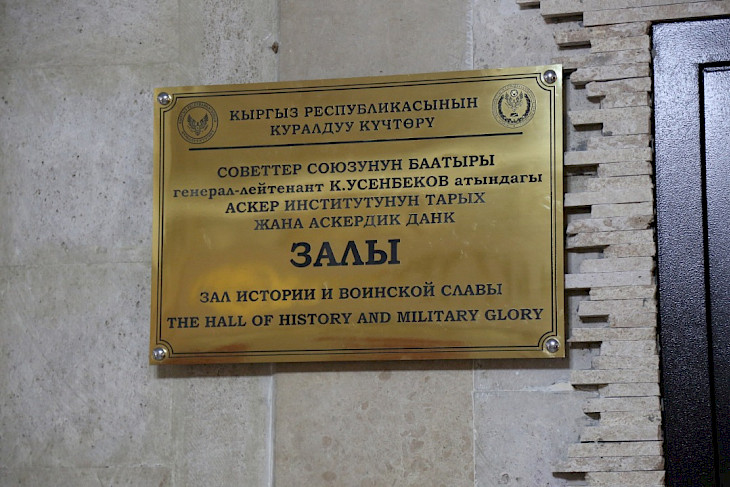 КЫРГЫЗ РЕСПУБЛИКАСЫНЫН
КУРАЛДУУ КҮЧТӨРҮ
СОВЕТТЕР СОЮЗУНУН БААТЫРЫ
генерал-лейтенант К.УСЕНБЕКОВ атындагы
АСКЕР ИНСТИТУТУНУН ТАРЫХ
ЖАНА АСКЕРДИК ДАНК
ЗАЛЫ
ЗАЛ ИСТОРИИ И ВОИНСКОЙ СЛАВЫ
THE HALL OF HISTORY AND MILITARY GLORY